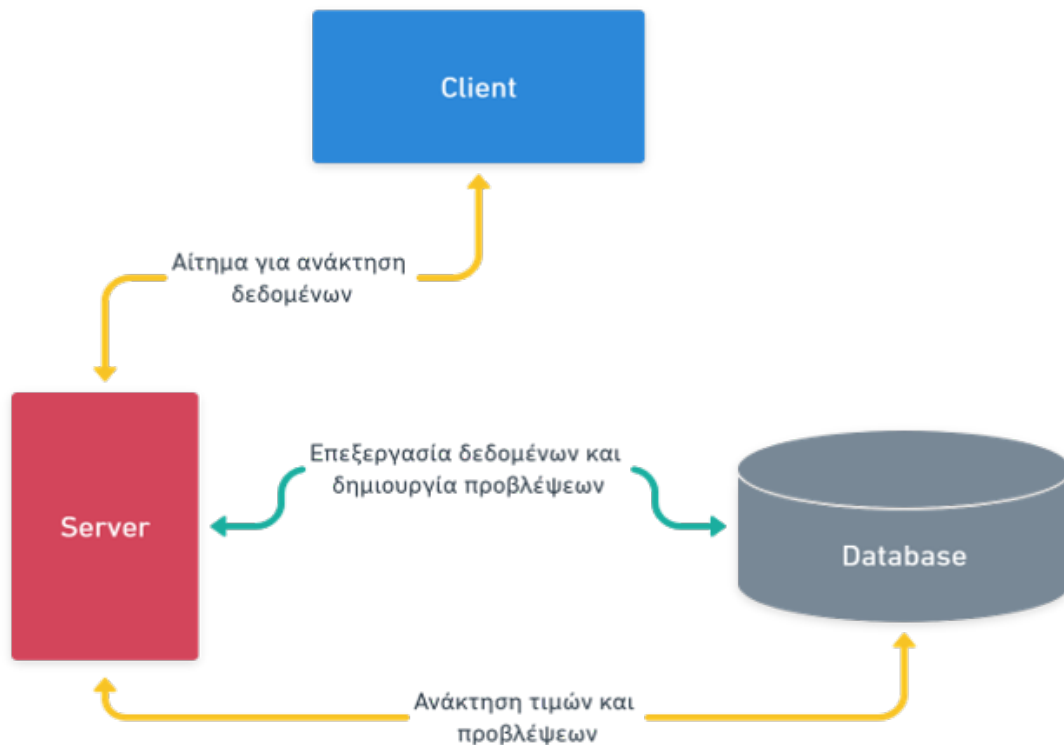 Client
Αίτημα για ανάκτηση
δεδομένων
Επεξεργασία δεδομένων και
δημιουργία προβλέψεων
Server
Database
Ανάκτηση τιμών και
προβλέψεων